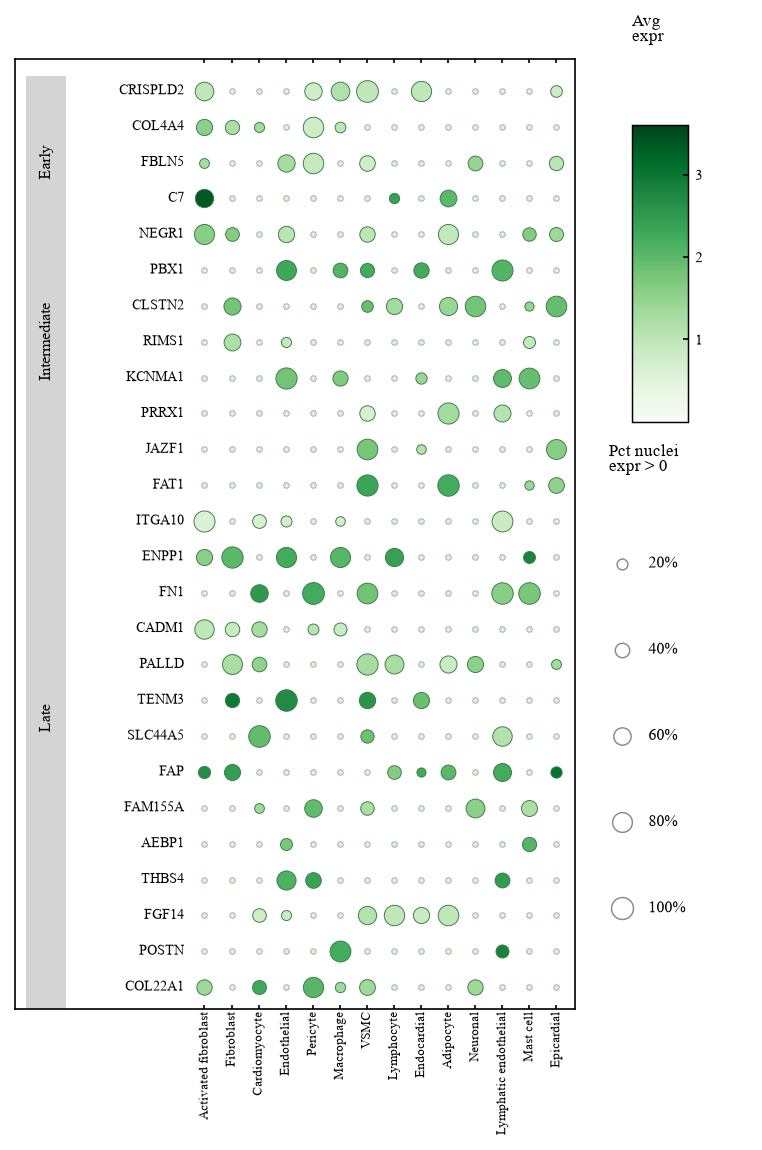 Avg
expr
3
2
1
Pct nuclei
expr > 0
20%
40%
60%
80%
100%
Early
Intermediate
Late
CRISPLD2
COL4A4
FBLN5
C7
NEGR1
PBX1
CLSTN2
RIMS1
KCNMA1
PRRX1
JAZF1
FAT1
ITGA10
ENPP1
FN1
CADM1
PALLD
TENM3
SLC44A5
FAP
FAM155A
AEBP1
THBS4
FGF14
POSTN
COL22A1
Activated fibroblast
Fibroblast
Cardiomyocyte
Endothelial
Pericyte
Macrophage
VSMC
Lymphocyte
Endocardial
Adipocyte
Neuronal
Lymphatic endothelial
Mast cell
Epicardial